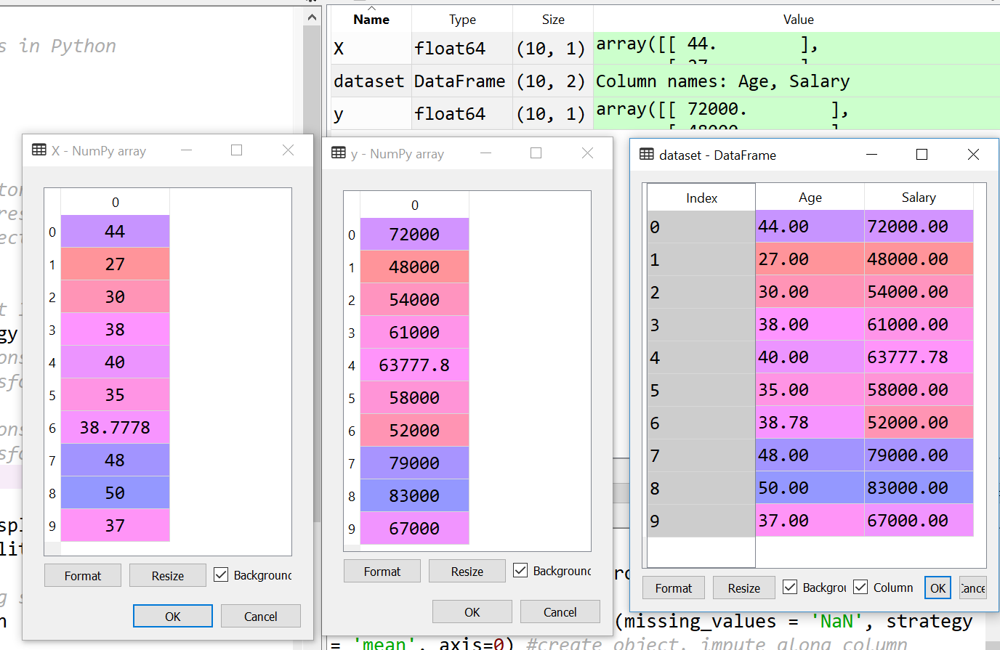 Name Type Size Value
X float64 (10, 1) array([[ 44. ],
dataset DataFrame (10, 2) Column names: Age, Salary
y float64 (10, 1) array([[ 72000. ],
s in Python
X - NumPy array
0
0 44
1 27
2 30
3 38
4 40
5 35
6 38.7778
7 48
8 50
9 37
Format Resize Background
OK Cancel
y - NumPy array
0
0 72000
1 48000
2 54000
3 61000
4 63777.8
5 58000
6 52000
7 79000
8 83000
9 67000
Format Resize Background
OK Cancel
dataset - DataFrame
Index Age Salary
0 44.00 72000.00
1 27.00 48000.00
2 30.00 54000.00
3 38.00 61000.00
4 40.00 63777.78
5 35.00 58000.00
6 38.78 52000.00
7 48.00 79000.00
8 50.00 83000.00
9 37.00 67000.00
Format Resize Backgrou Column OK Cance
(missing_values = 'NaN', strategy
= 'mean', axis=0) #create object, impute along column